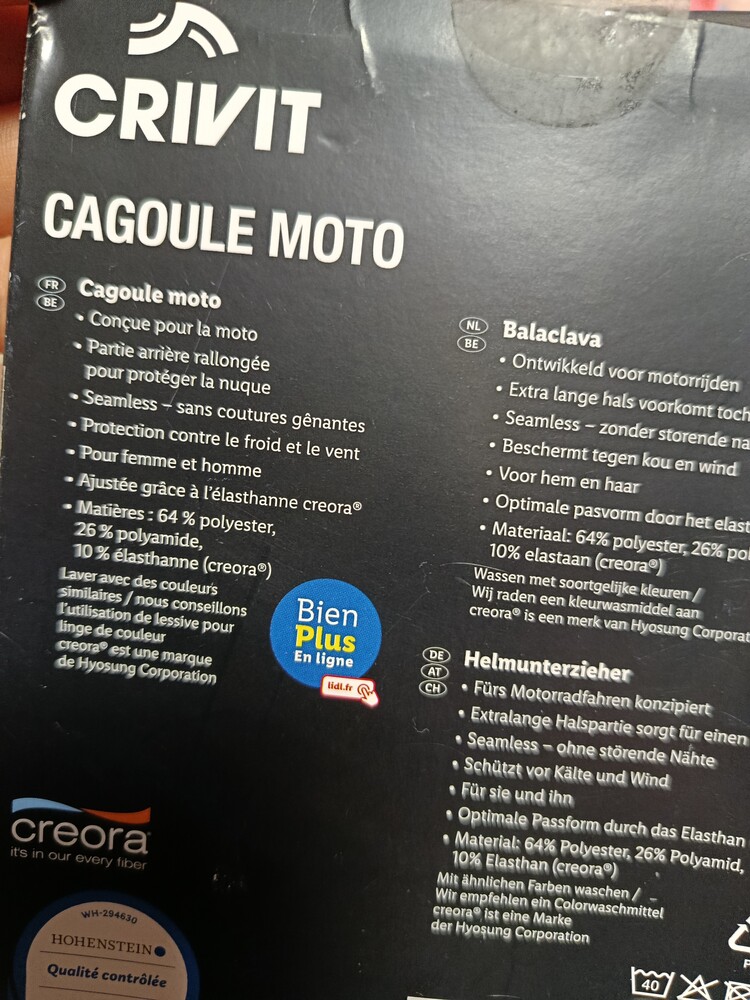 CRIVIT
CAGOULE MOTO
FR
BE
Cagoule moto
• Conçue pour la moto
• Partie arrière rallongée
pour protéger la nuque
• Seamless – sans coutures gênantes
• Protection contre le froid et le vent
• Pour femme et homme
• Ajustée grâce à l'élasthanne creora®
• Matières : 64 % polyester,
26 % polyamide,
10 % élasthanne (creora®)
Laver avec des couleurs
similaires / nous conseillons
l'utilisation de lessive pour
linge de couleur
creora® est une marque
de Hyosung Corporation
Bien
Plus
En ligne
lidl.fr
creora
it's in our every fiber
WH-294630
HOHENSTEIN
Qualité contrôlée
NL
BE
Balaclava
• Ontwikkeld voor motorrijden
• Extra lange hals voorkomt toch
• Seamless – zonder storende na
• Beschermt tegen kou en wind
• Voor hem en haar
• Optimale pasvorm door het elast
• Materiaal: 64% polyester, 26% pol
10% elastaan (creora®)
Wassen met soortgelijke kleuren /
Wij raden een kleurwasmiddel aan
creora® is een merk van Hyosung Corporat
DE
AT
CH
Helmunterzieher
• Fürs Motorradfahren konzipiert
• Extralange Halspartie sorgt für einen
• Seamless – ohne störende Nähte
• Schützt vor Kälte und Wind
• Für sie und ihn
• Optimale Passform durch das Elasthan
• Material: 64% Polyester, 26% Polyamid,
10% Elasthan (creora®)
Mit ähnlichen Farben waschen /
Wir empfehlen ein Colorwaschmittel
creora® ist eine Marke
der Hyosung Corporation
40